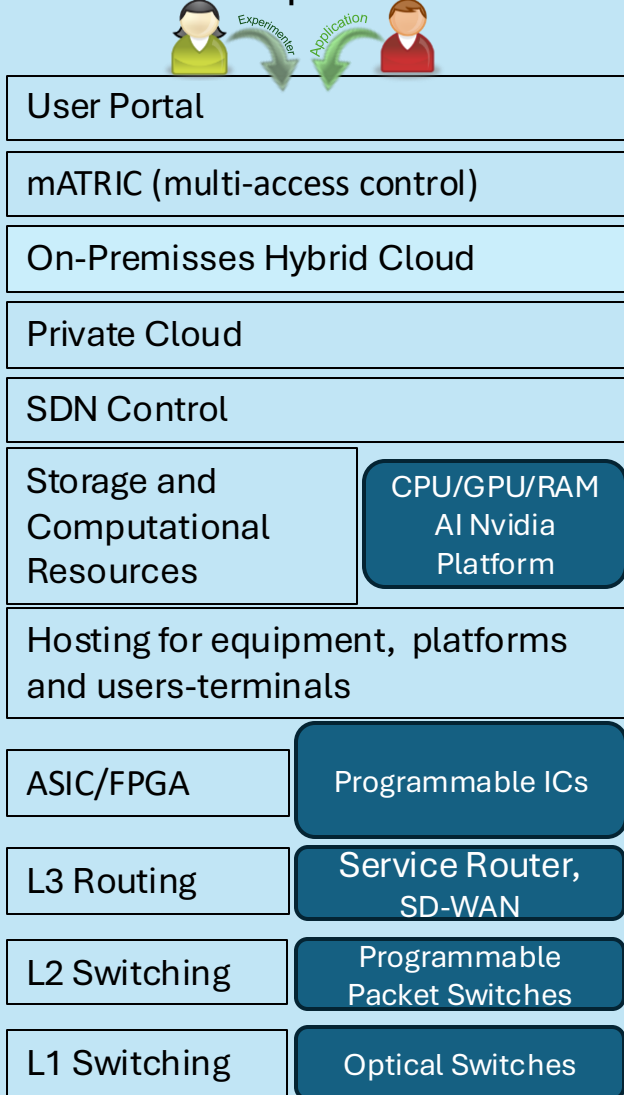 Experimenter
Application
User Portal
mATRIC (multi-access control)
On-Premisses Hybrid Cloud
Private Cloud
SDN Control
Storage and
Computational
Resources
CPU/GPU/RAM
AI Nvidia
Platform
Hosting for equipment, platforms
and users-terminals
ASIC/FPGA
Programmable ICs
L3 Routing
Service Router,
SD-WAN
L2 Switching
Programmable
Packet Switches
L1 Switching
Optical Switches